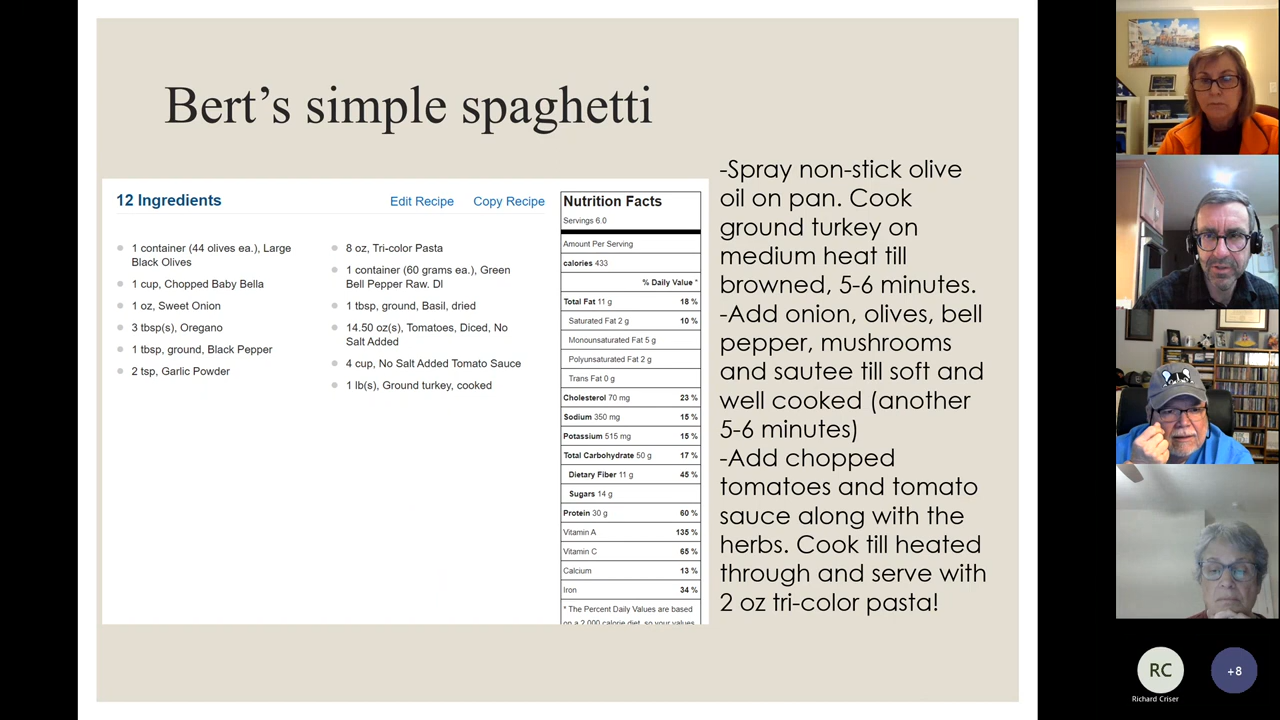 Bert's simple spaghetti
12 Ingredients
Edit Recipe Copy Recipe
1 container (44 olives ea.), Large
Black Olives
1 cup, Chopped Baby Bella
1 oz, Sweet Onion
3 tbsp(s), Oregano
1 tbsp, ground, Black Pepper
2 tsp, Garlic Powder
8 oz, Tri-color Pasta
1 container (60 grams ea.), Green
Bell Pepper Raw. Dl
1 tbsp, ground, Basil, dried
14.50 oz(s), Tomatoes, Diced, No
Salt Added
4 cup, No Salt Added Tomato Sauce
1 lb(s), Ground turkey, cooked
Nutrition Facts
Servings 6.0
Amount Per Serving
calories 433
% Daily Value *
Total Fat 11 g 18 %
Saturated Fat 2 g 10 %
Monounsaturated Fat 5 g
Polyunsaturated Fat 2 g
Trans Fat 0 g
Cholesterol 70 mg 23 %
Sodium 350 mg 15 %
Potassium 515 mg 15 %
Total Carbohydrate 50 g 17 %
Dietary Fiber 11 g 45 %
Sugars 14 g
Protein 30 g 60 %
Vitamin A 135 %
Vitamin C 65 %
Calcium 13 %
Iron 34 %
* The Percent Daily Values are based
on a 2,000 calorie diet, so your values
-Spray non-stick olive
oil on pan. Cook
ground turkey on
medium heat till
browned, 5-6 minutes.
-Add onion, olives, bell
pepper, mushrooms
and sautee till soft and
well cooked (another
5-6 minutes)
-Add chopped
tomatoes and tomato
sauce along with the
herbs. Cook till heated
through and serve with
2 oz tri-color pasta!
RC
+8
Richard Criser